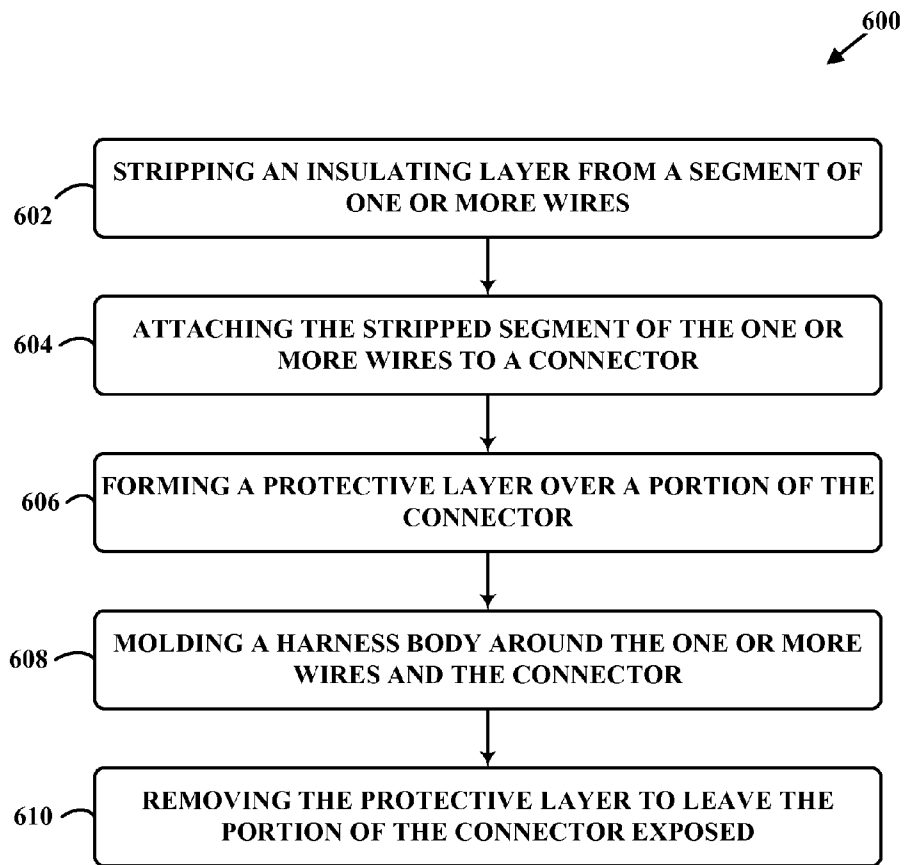 600
STRIPPING AN INSULATING LAYER FROM A SEGMENT OF
ONE OR MORE WIRES
602
ATTACHING THE STRIPPED SEGMENT OF THE ONE OR
MORE WIRES TO A CONNECTOR
604
FORMING A PROTECTIVE LAYER OVER A PORTION OF THE
CONNECTOR
606
MOLDING A HARNESS BODY AROUND THE ONE OR MORE
WIRES AND THE CONNECTOR
608
REMOVING THE PROTECTIVE LAYER TO LEAVE THE
PORTION OF THE CONNECTOR EXPOSED
610